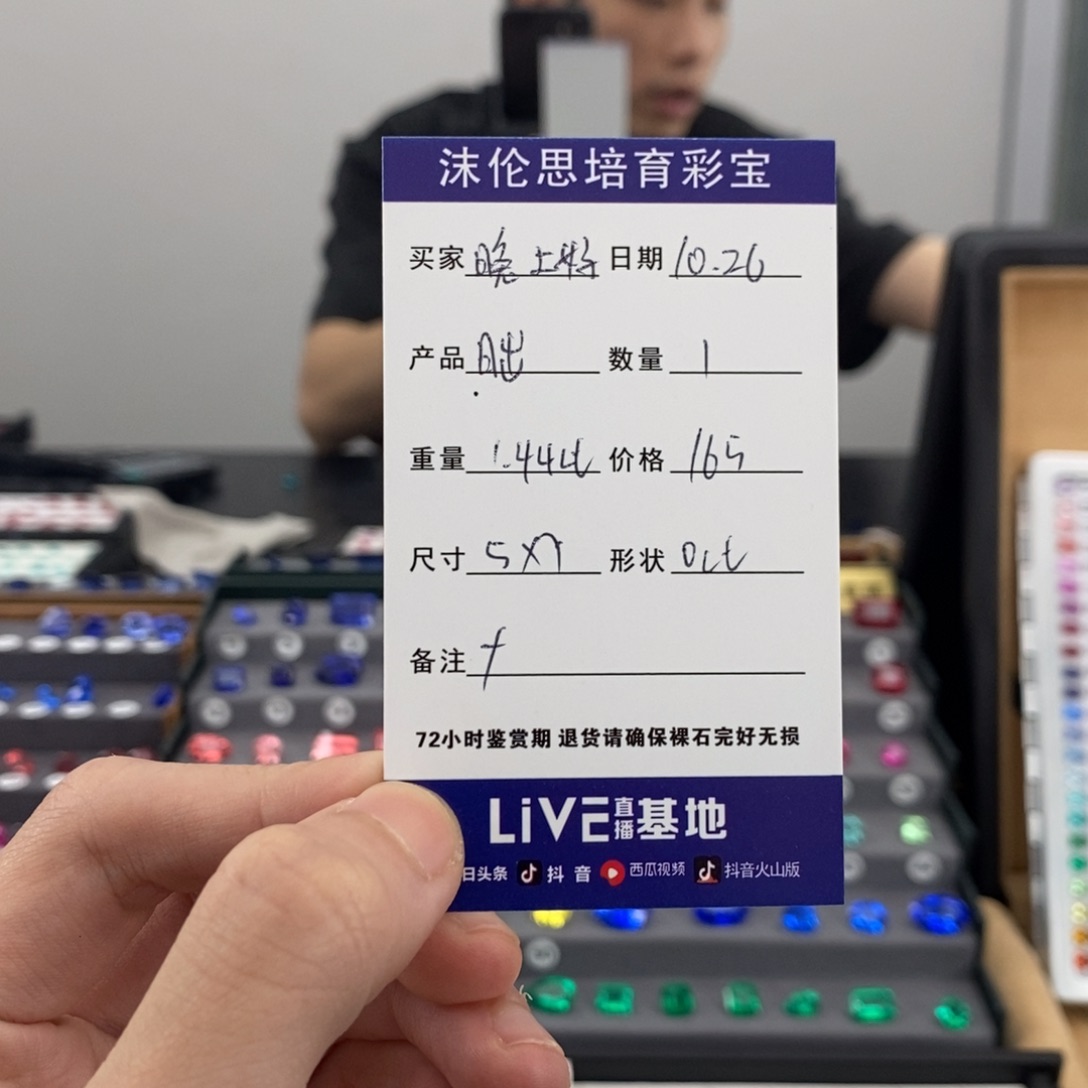 沫伦思培育彩宝
买家 晚上好 日期 10.26
产品 数量 1
重量 1.44ct 价格 165
尺寸 5X7 形状 Oct
备注
72小时鉴赏期 退货请确保裸石完好无损
LiVE直播基地
日头条 抖音 西瓜视频 抖音火山版